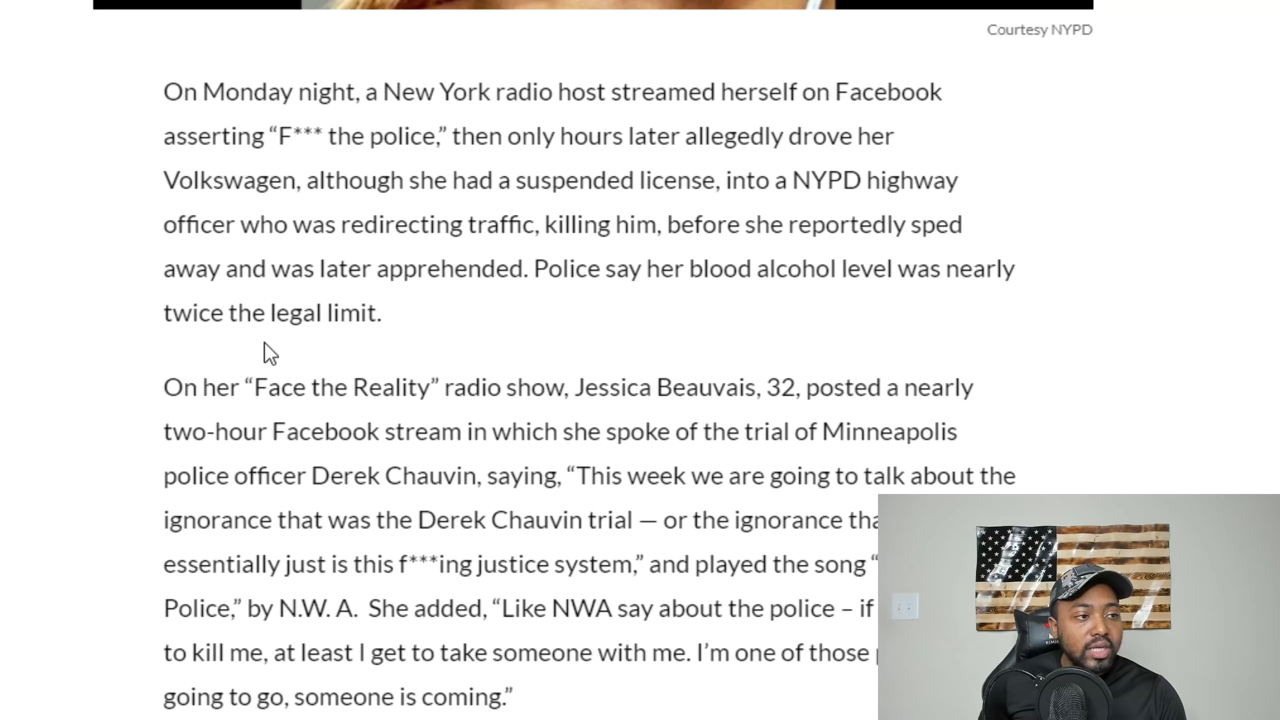 Courtesy NYPD
On Monday night, a New York radio host streamed herself on Facebook
asserting “F*** the police,” then only hours later allegedly drove her
Volkswagen, although she had a suspended license, into a NYPD highway
officer who was redirecting traffic, killing him, before she reportedly sped
away and was later apprehended. Police say her blood alcohol level was nearly
twice the legal limit.
On her “Face the Reality” radio show, Jessica Beauvais, 32, posted a nearly
two-hour Facebook stream in which she spoke of the trial of Minneapolis
police officer Derek Chauvin, saying, “This week we are going to talk about the
ignorance that was the Derek Chauvin trial — or the ignorance
essentially just is this f***ing justice system,” and played the song “
Police,” by N.W. A. She added, “Like NWA say about the police – if
to kill me, at least I get to take someone with me. I’m one of those
going to go, someone is coming.”